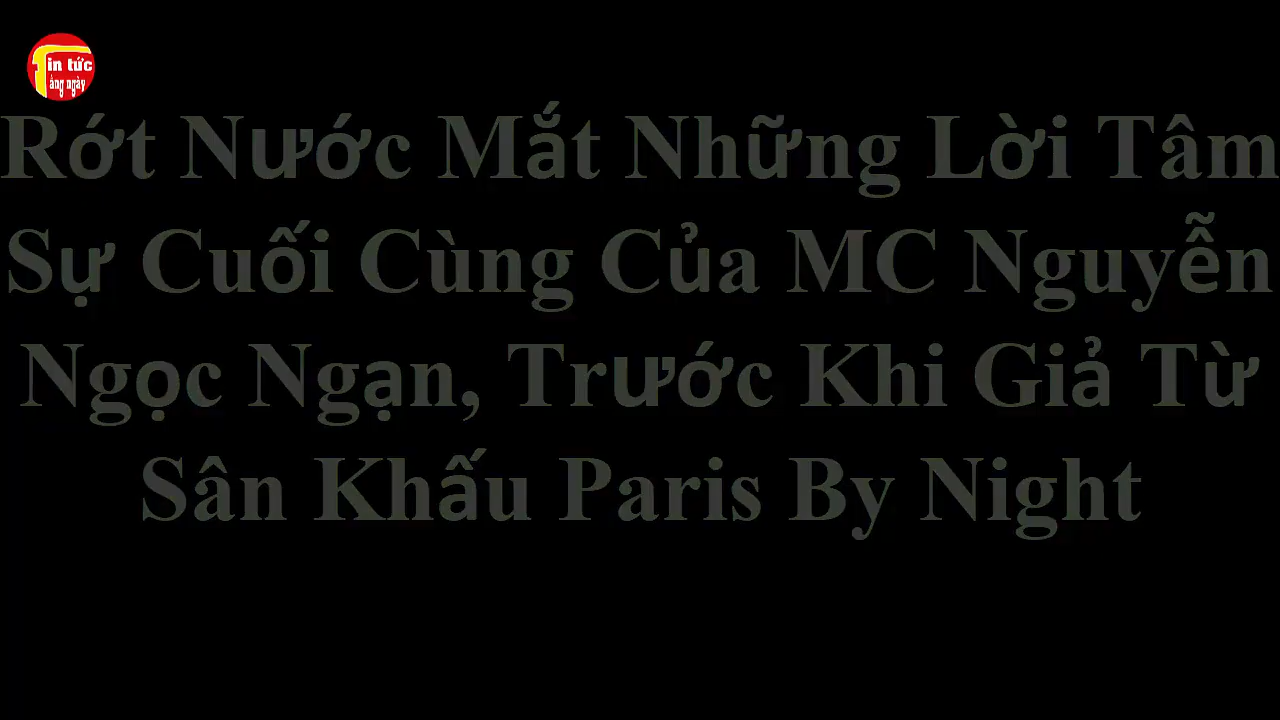 Tin tức
hàng ngày
Rớt Nước Mắt Những Lời Tâm
Sự Cuối Cùng Của MC Nguyễn
Ngọc Ngạn, Trước Khi Giả Từ
Sân Khấu Paris By Night